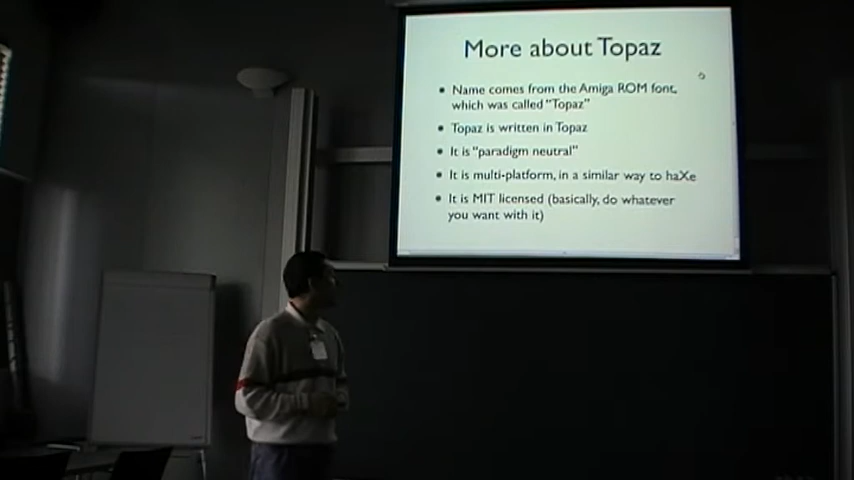 More about Topaz
• Name comes from the Amiga ROM font,
which was called "Topaz"
• Topaz is written in Topaz
• It is "paradigm neutral"
• It is multi-platform, in a similar way to haXe
• It is MIT licensed (basically, do whatever
you want with it)